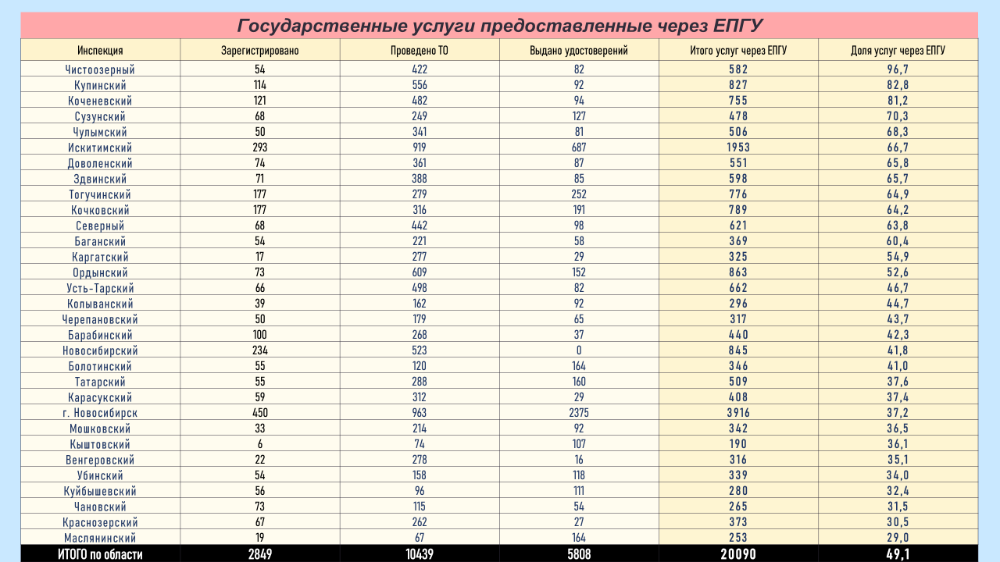 Государственные услуги предоставленные через ЕПГУ
Инспекция Зарегистрировано Проведено ТО Выдано удостоверений Итого услуг через ЕПГУ Доля услуг через ЕПГУ
Чистоозерный 54 422 82 582 96,7
Купинский 114 556 92 827 82,8
Коченевский 121 482 94 755 81,2
Сузунский 68 249 127 478 70,3
Чулымский 50 341 81 506 68,3
Искитимский 293 919 687 1953 66,7
Доволенский 74 361 87 551 65,8
Здвинский 71 388 85 598 65,7
Тогучинский 177 279 252 776 64,9
Кочковский 177 316 191 789 64,2
Северный 68 442 98 621 63,8
Баганский 54 221 58 369 60,4
Каргатский 17 277 29 325 54,9
Ордынский 73 609 152 863 52,6
Усть-Тарский 66 498 82 662 46,7
Колыванский 39 162 92 296 44,7
Черепановский 50 179 65 317 43,7
Барабинский 100 268 37 440 42,3
Новосибирский 234 523 0 845 41,8
Болотинский 55 120 164 346 41,0
Татарский 55 288 160 509 37,6
Карасукский 59 312 29 408 37,4
г. Новосибирск 450 963 2375 3916 37,2
Мошковский 33 214 92 342 36,5
Кыштовский 6 74 107 190 36,1
Венгеровский 22 278 16 316 35,1
Убинский 54 158 118 339 34,0
Куйбышевский 56 96 111 280 32,4
Чановский 73 115 54 265 31,5
Краснозерский 67 262 27 373 30,5
Маслянинский 19 67 164 253 29,0
ИТОГО по области 2849 10439 5808 20090 49,1